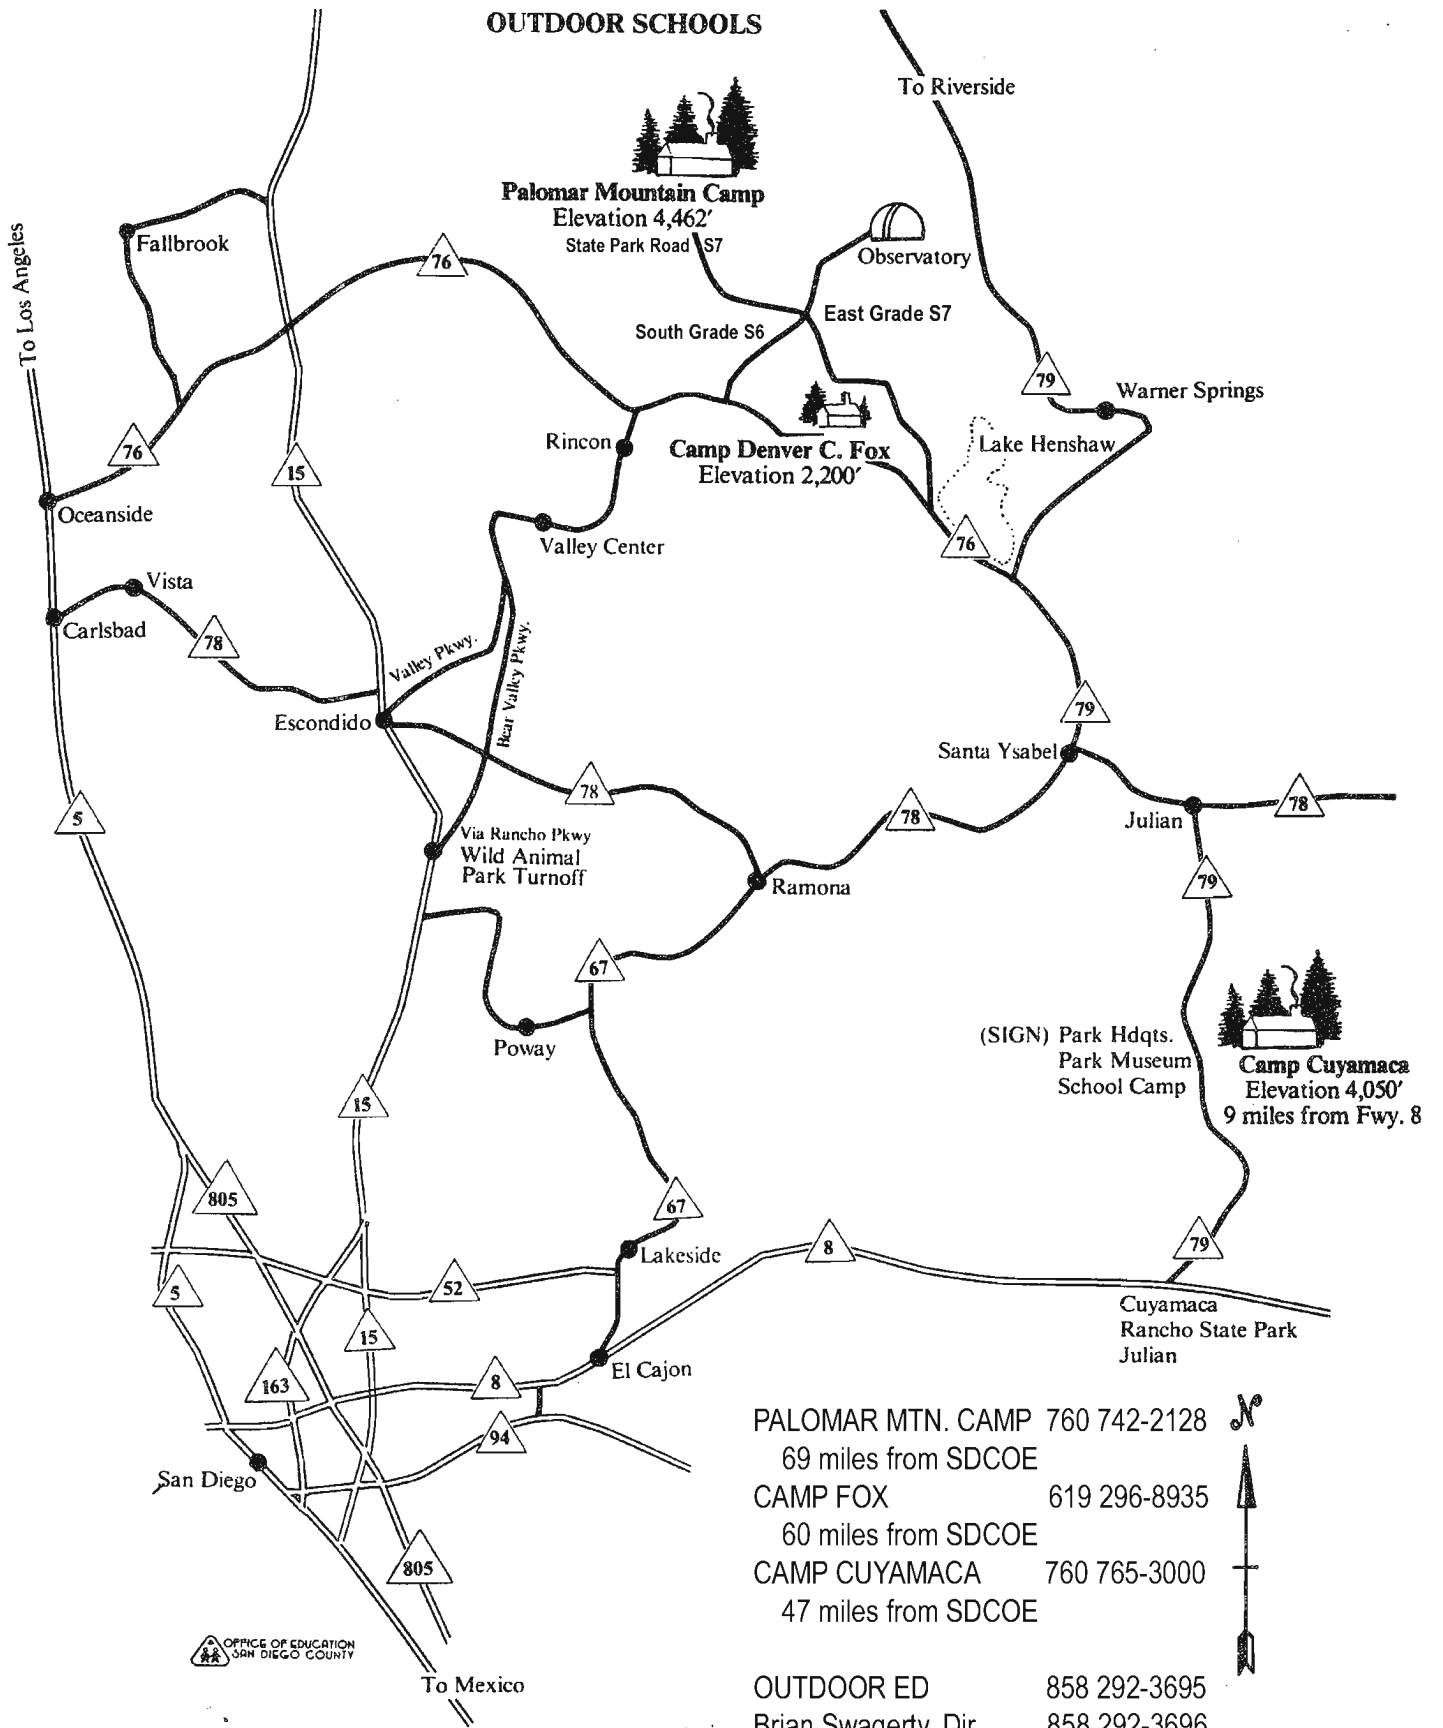 OUTDOOR SCHOOLS
To Riverside
Palomar Mountain Camp
Elevation 4,462′
State Park Road S7
Observatory
Fallbrook
To Los Angeles
76
East Grade S7
South Grade S6
79
Warner Springs
Lake Henshaw
Rincon
Camp Denver C. Fox
Elevation 2,200′
76
15
Oceanside
Valley Center
76
Vista
Carlsbad
78
Valley Pkwy.
Bear Valley Pkwy.
Escondido
79
Santa Ysabel
78
78
78
5
Julian
Via Rancho Pkwy
Wild Animal
Park Turnoff
Ramona
79
67
(SIGN) Park Hdqts.
Park Museum
School Camp
Camp Cuyamaca
Elevation 4,050′
9 miles from Fwy. 8
Poway
15
805
67
79
8
Lakeside
52
5
15
Cuyamaca
Rancho State Park
Julian
El Cajon
163
8
94
San Diego
805
PALOMAR MTN. CAMP 760 742-2128
69 miles from SDCOE
CAMP FOX 619 296-8935
60 miles from SDCOE
CAMP CUYAMACA 760 765-3000
47 miles from SDCOE
N
OFFICE OF EDUCATION
SAN DIEGO COUNTY
To Mexico
OUTDOOR ED 858 292-3695
Brian Swagerty, Dir. 858 292-3696